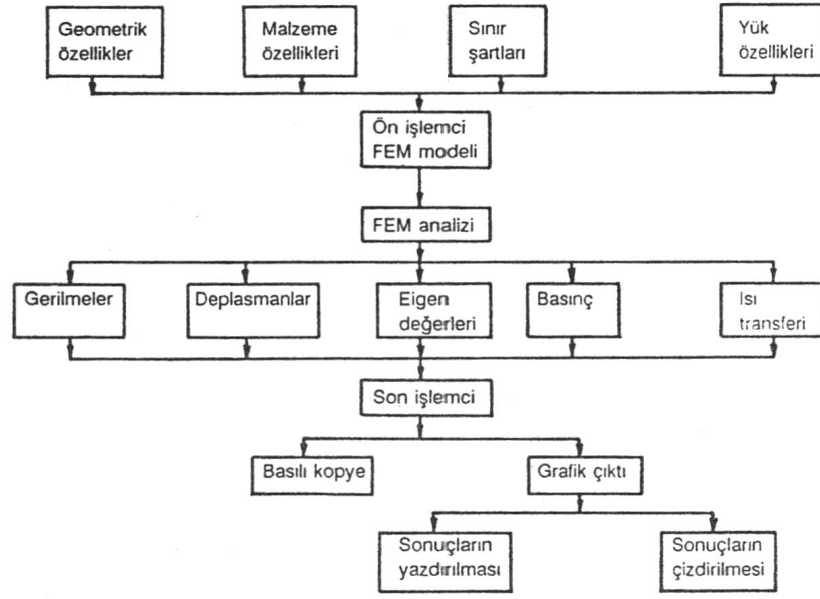 Geometrik
özellikler
Malzeme
özellikleri
Sınır
şartları
Yük
özellikleri
Ön işlemci
FEM modeli
FEM analizi
Gerilmeler
Deplasmanlar
Eigen
değerleri
Basınç
Isı
transferi
Son işlemci
Basılı kopye
Grafik çıktı
Sonuçların
yazdırılması
Sonuçların
çizdirilmesi